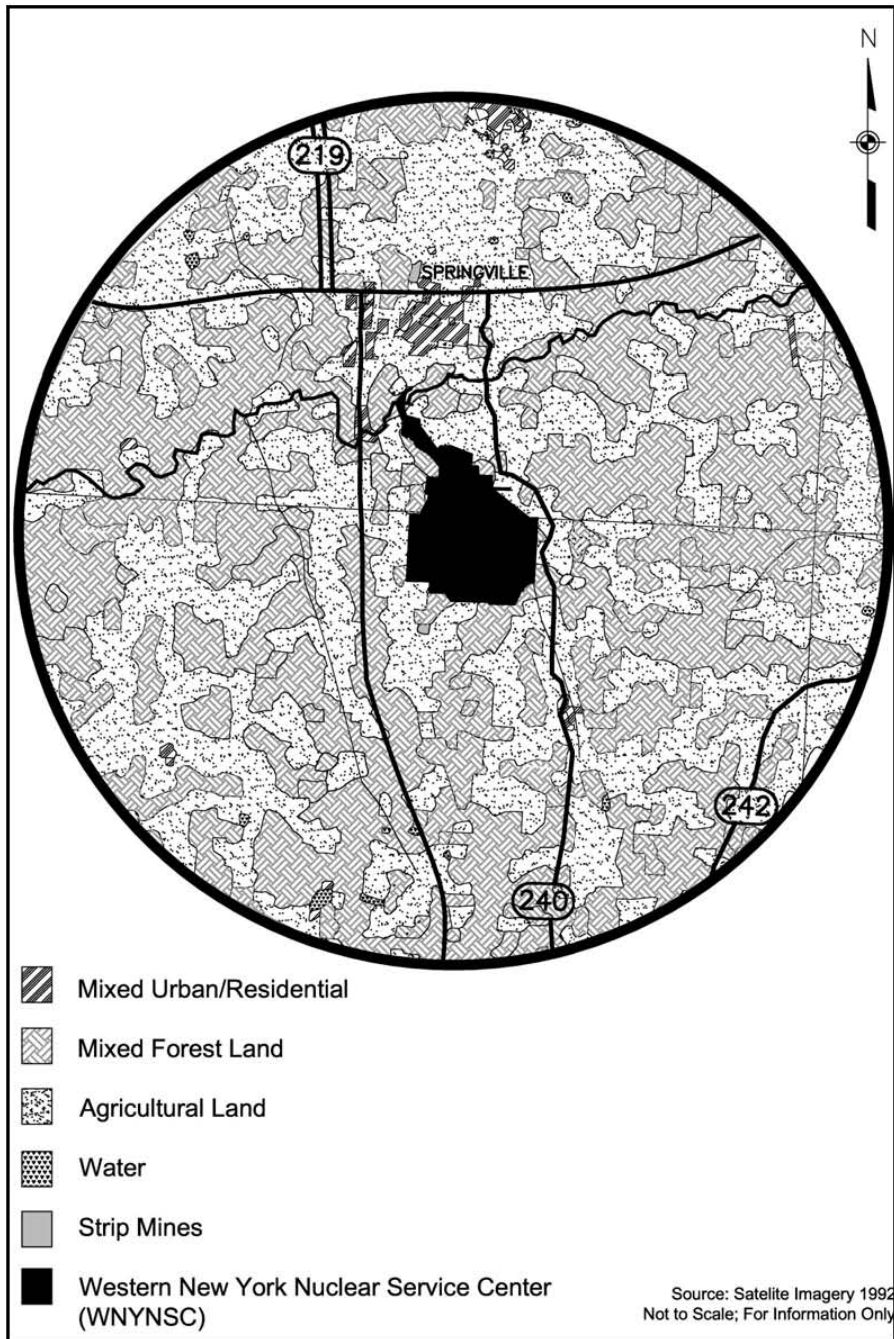 N
219
SPRINGVILLE
242
240
Mixed Urban/Residential
Mixed Forest Land
Agricultural Land
Water
Strip Mines
Western New York Nuclear Service Center
(WNYNSC)
Source: Satelite Imagery 1992
Not to Scale; For Information Only